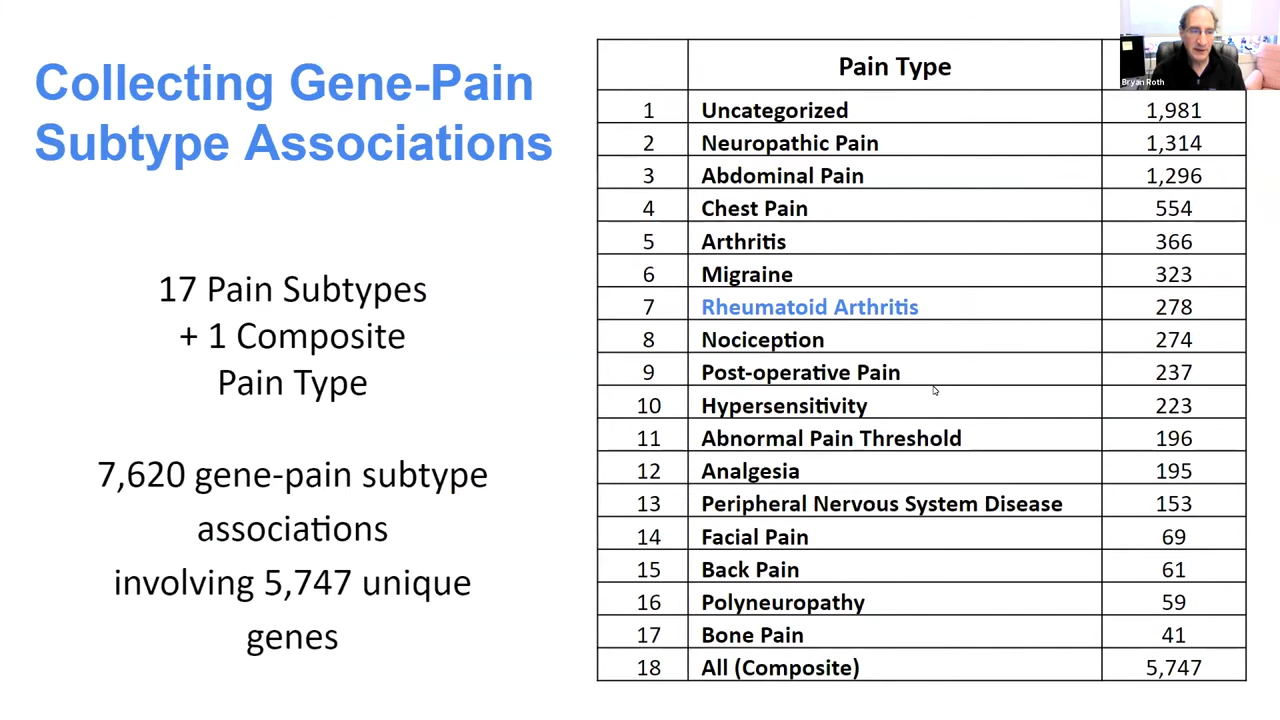 Collecting Gene-Pain
Subtype Associations
17 Pain Subtypes
+ 1 Composite
Pain Type
7,620 gene-pain subtype
associations
involving 5,747 unique
genes
Pain Type
1 Uncategorized 1,981
2 Neuropathic Pain 1,314
3 Abdominal Pain 1,296
4 Chest Pain 554
5 Arthritis 366
6 Migraine 323
7 Rheumatoid Arthritis 278
8 Nociception 274
9 Post-operative Pain 237
10 Hypersensitivity 223
11 Abnormal Pain Threshold 196
12 Analgesia 195
13 Peripheral Nervous System Disease 153
14 Facial Pain 69
15 Back Pain 61
16 Polyneuropathy 59
17 Bone Pain 41
18 All (Composite) 5,747
Bryan Roth